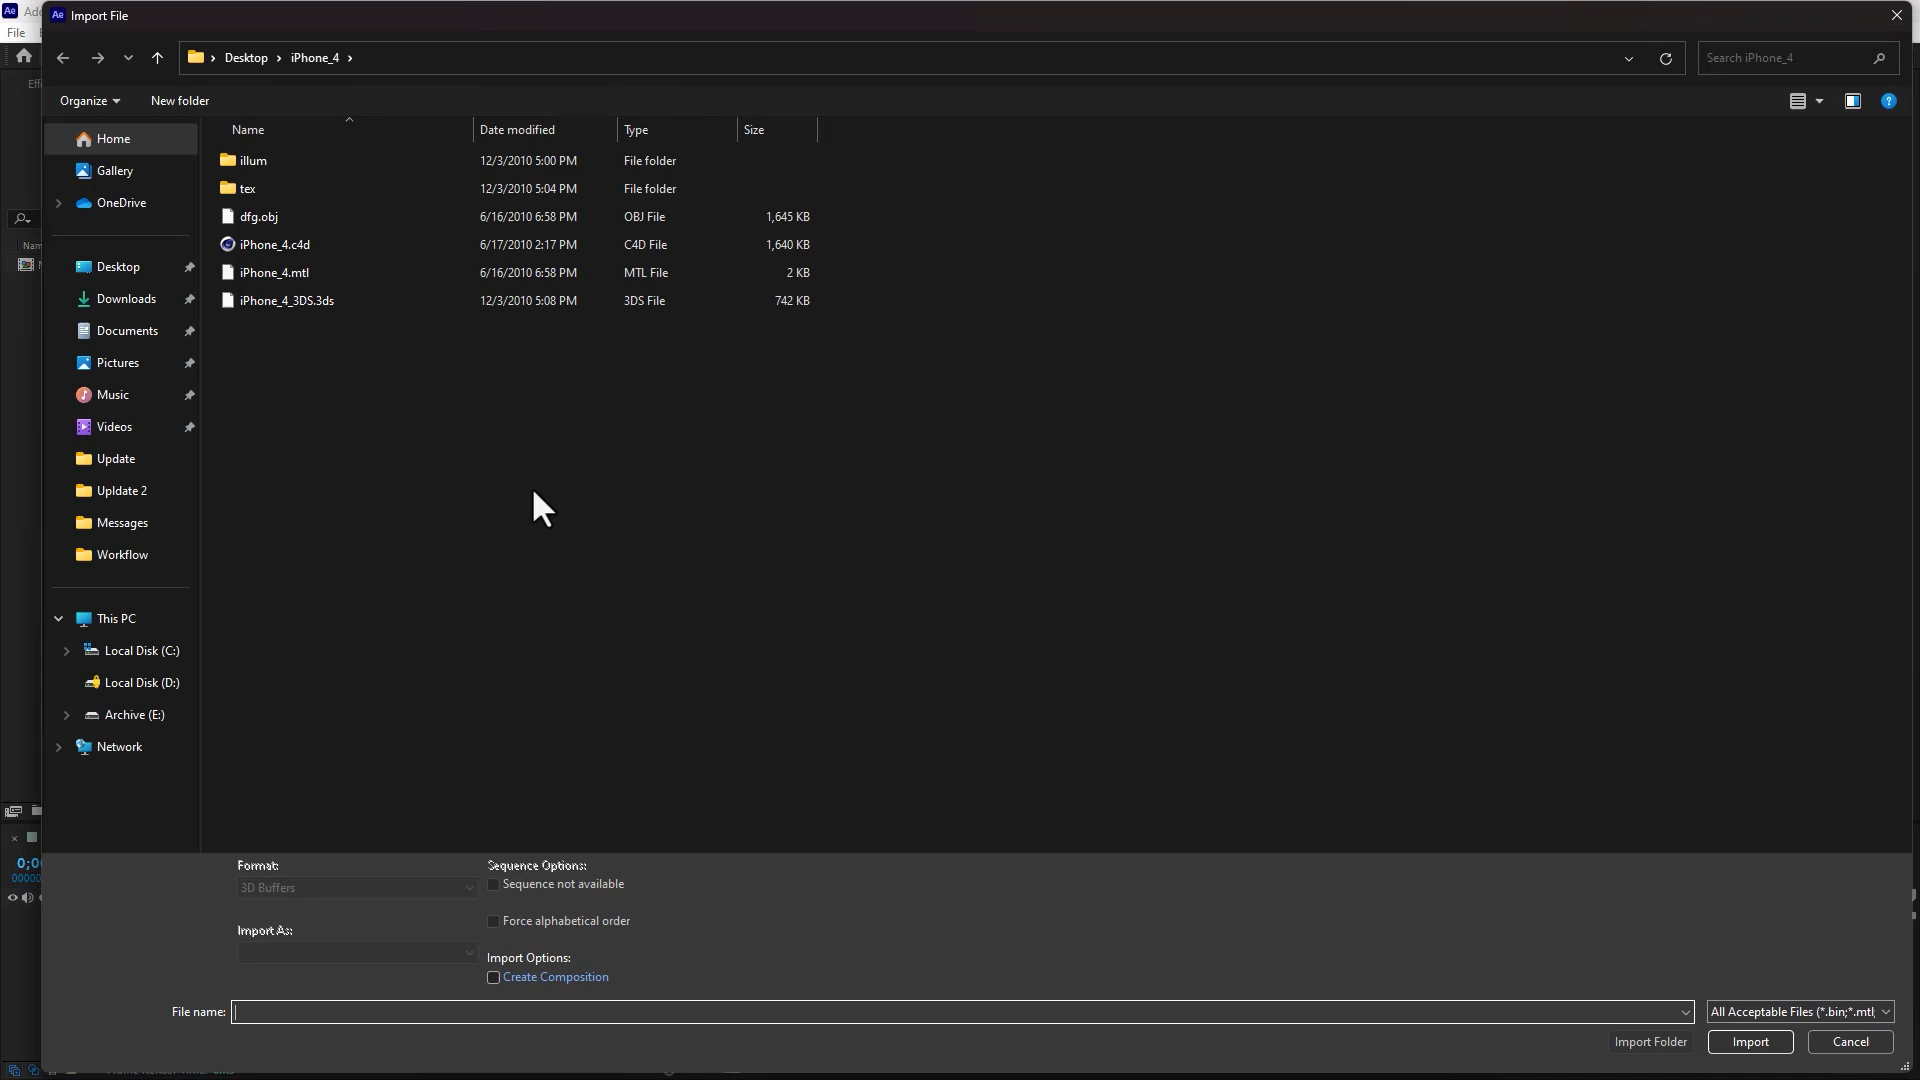 Ae Import File
File
Desktop > iPhone_4 >
Search iPhone_4
Organize
New folder
Name
Date modified
Type
Size
Home
Gallery
OneDrive
Desktop
Downloads
Documents
Pictures
Music
Videos
Update
Upldate 2
Messages
Workflow
This PC
Local Disk (C:)
Local Disk (D:)
Archive (E:)
Network
illum 12/3/2010 5:00 PM File folder
tex 12/3/2010 5:04 PM File folder
dfg.obj 6/16/2010 6:58 PM OBJ File 1,645 KB
iPhone_4.c4d 6/17/2010 2:17 PM C4D File 1,640 KB
iPhone_4.mtl 6/16/2010 6:58 PM MTL File 2 KB
iPhone_4_3DS.3ds 12/3/2010 5:08 PM 3DS File 742 KB
Format:
3D Buffers
Import As:
Sequence Options:
Sequence not available
Force alphabetical order
Import Options:
Create Composition
File name:
All Acceptable Files (*.bin;*.mtl,
Import Folder
Import
Cancel